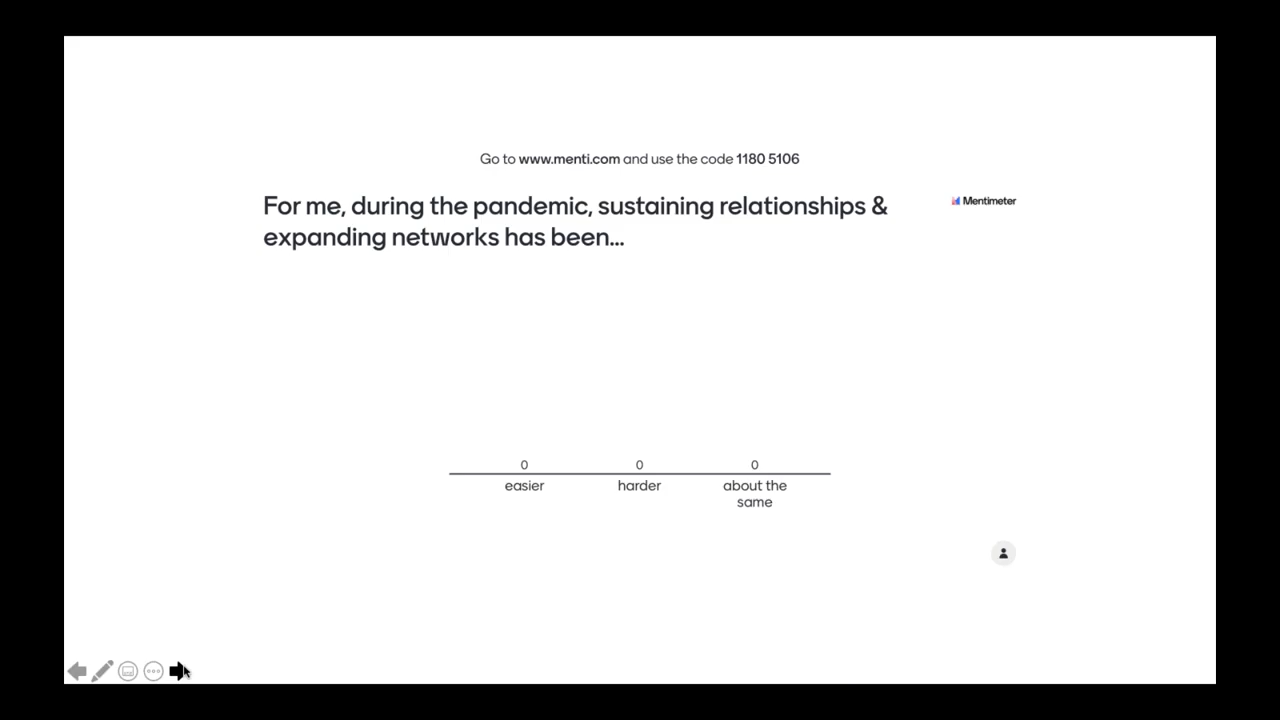 Go to www.menti.com and use the code 1180 5106
For me, during the pandemic, sustaining relationships &
expanding networks has been...
Mentimeter
0 0 0
easier harder about the
same